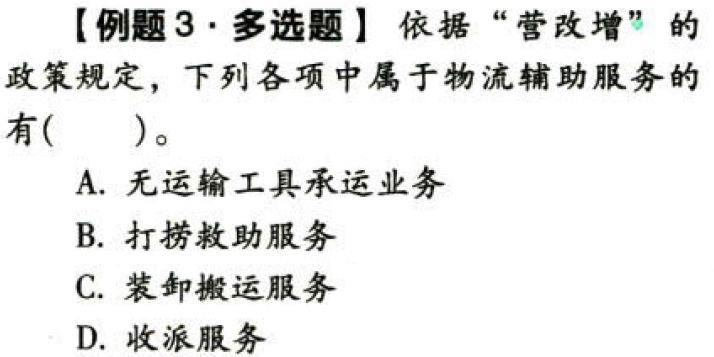 【例题3·多选题】 依据“营改增”的
政策规定，下列各项中属于物流辅助服务的
有(　　)。
A. 无运输工具承运业务
B. 打捞救助服务
C. 装卸搬运服务
D. 收派服务